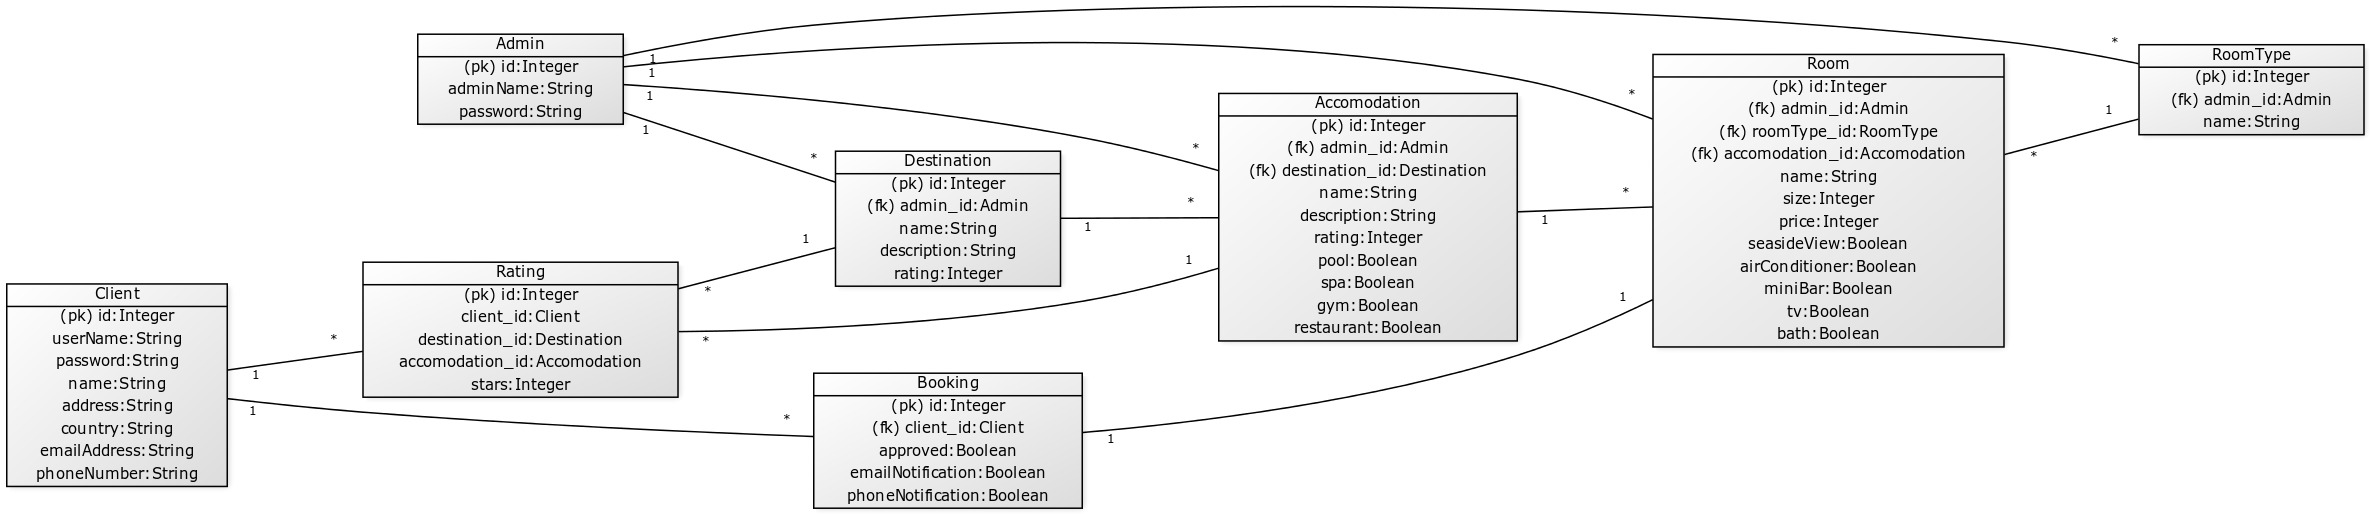 Admin
(pk) id:Integer
adminName:String
password:String
1
1
1
1
*
*
*
*
RoomType
(pk) id:Integer
(fk) admin_id:Admin
name:String
1
*
Room
(pk) id:Integer
(fk) admin_id:Admin
(fk) roomType_id:RoomType
(fk) accomodation_id:Accomodation
name:String
size:Integer
price:Integer
seasideView:Boolean
airConditioner:Boolean
miniBar:Boolean
tv:Boolean
bath:Boolean
Accomodation
(pk) id:Integer
(fk) admin_id:Admin
(fk) destination_id:Destination
name:String
description:String
rating:Integer
pool:Boolean
spa:Boolean
gym:Boolean
restaurant:Boolean
1
*
Destination
(pk) id:Integer
(fk) admin_id:Admin
name:String
description:String
rating:Integer
1
*
Rating
(pk) id:Integer
client_id:Client
destination_id:Destination
accomodation_id:Accomodation
stars:Integer
*
1
*
1
Client
(pk) id:Integer
userName:String
password:String
name:String
address:String
country:String
emailAddress:String
phoneNumber:String
1
*
1
*
Booking
(pk) id:Integer
(fk) client_id:Client
approved:Boolean
emailNotification:Boolean
phoneNotification:Boolean
1
1